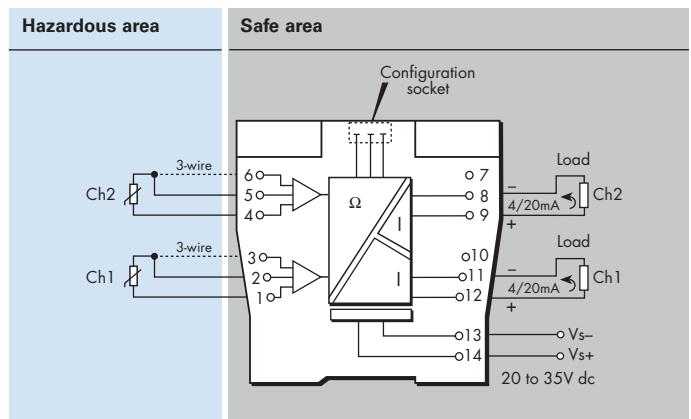 Hazardous area
Safe area
Configuration
socket
3-wire
6
5
4
Ch2
Ω
7
8
9
–
4/20mA
+
Load
Ch2
3-wire
3
2
1
Ch1
I
I
10
11
12
–
4/20mA
+
Load
Ch1
13
Vs–
14
Vs+
20 to 35V dc